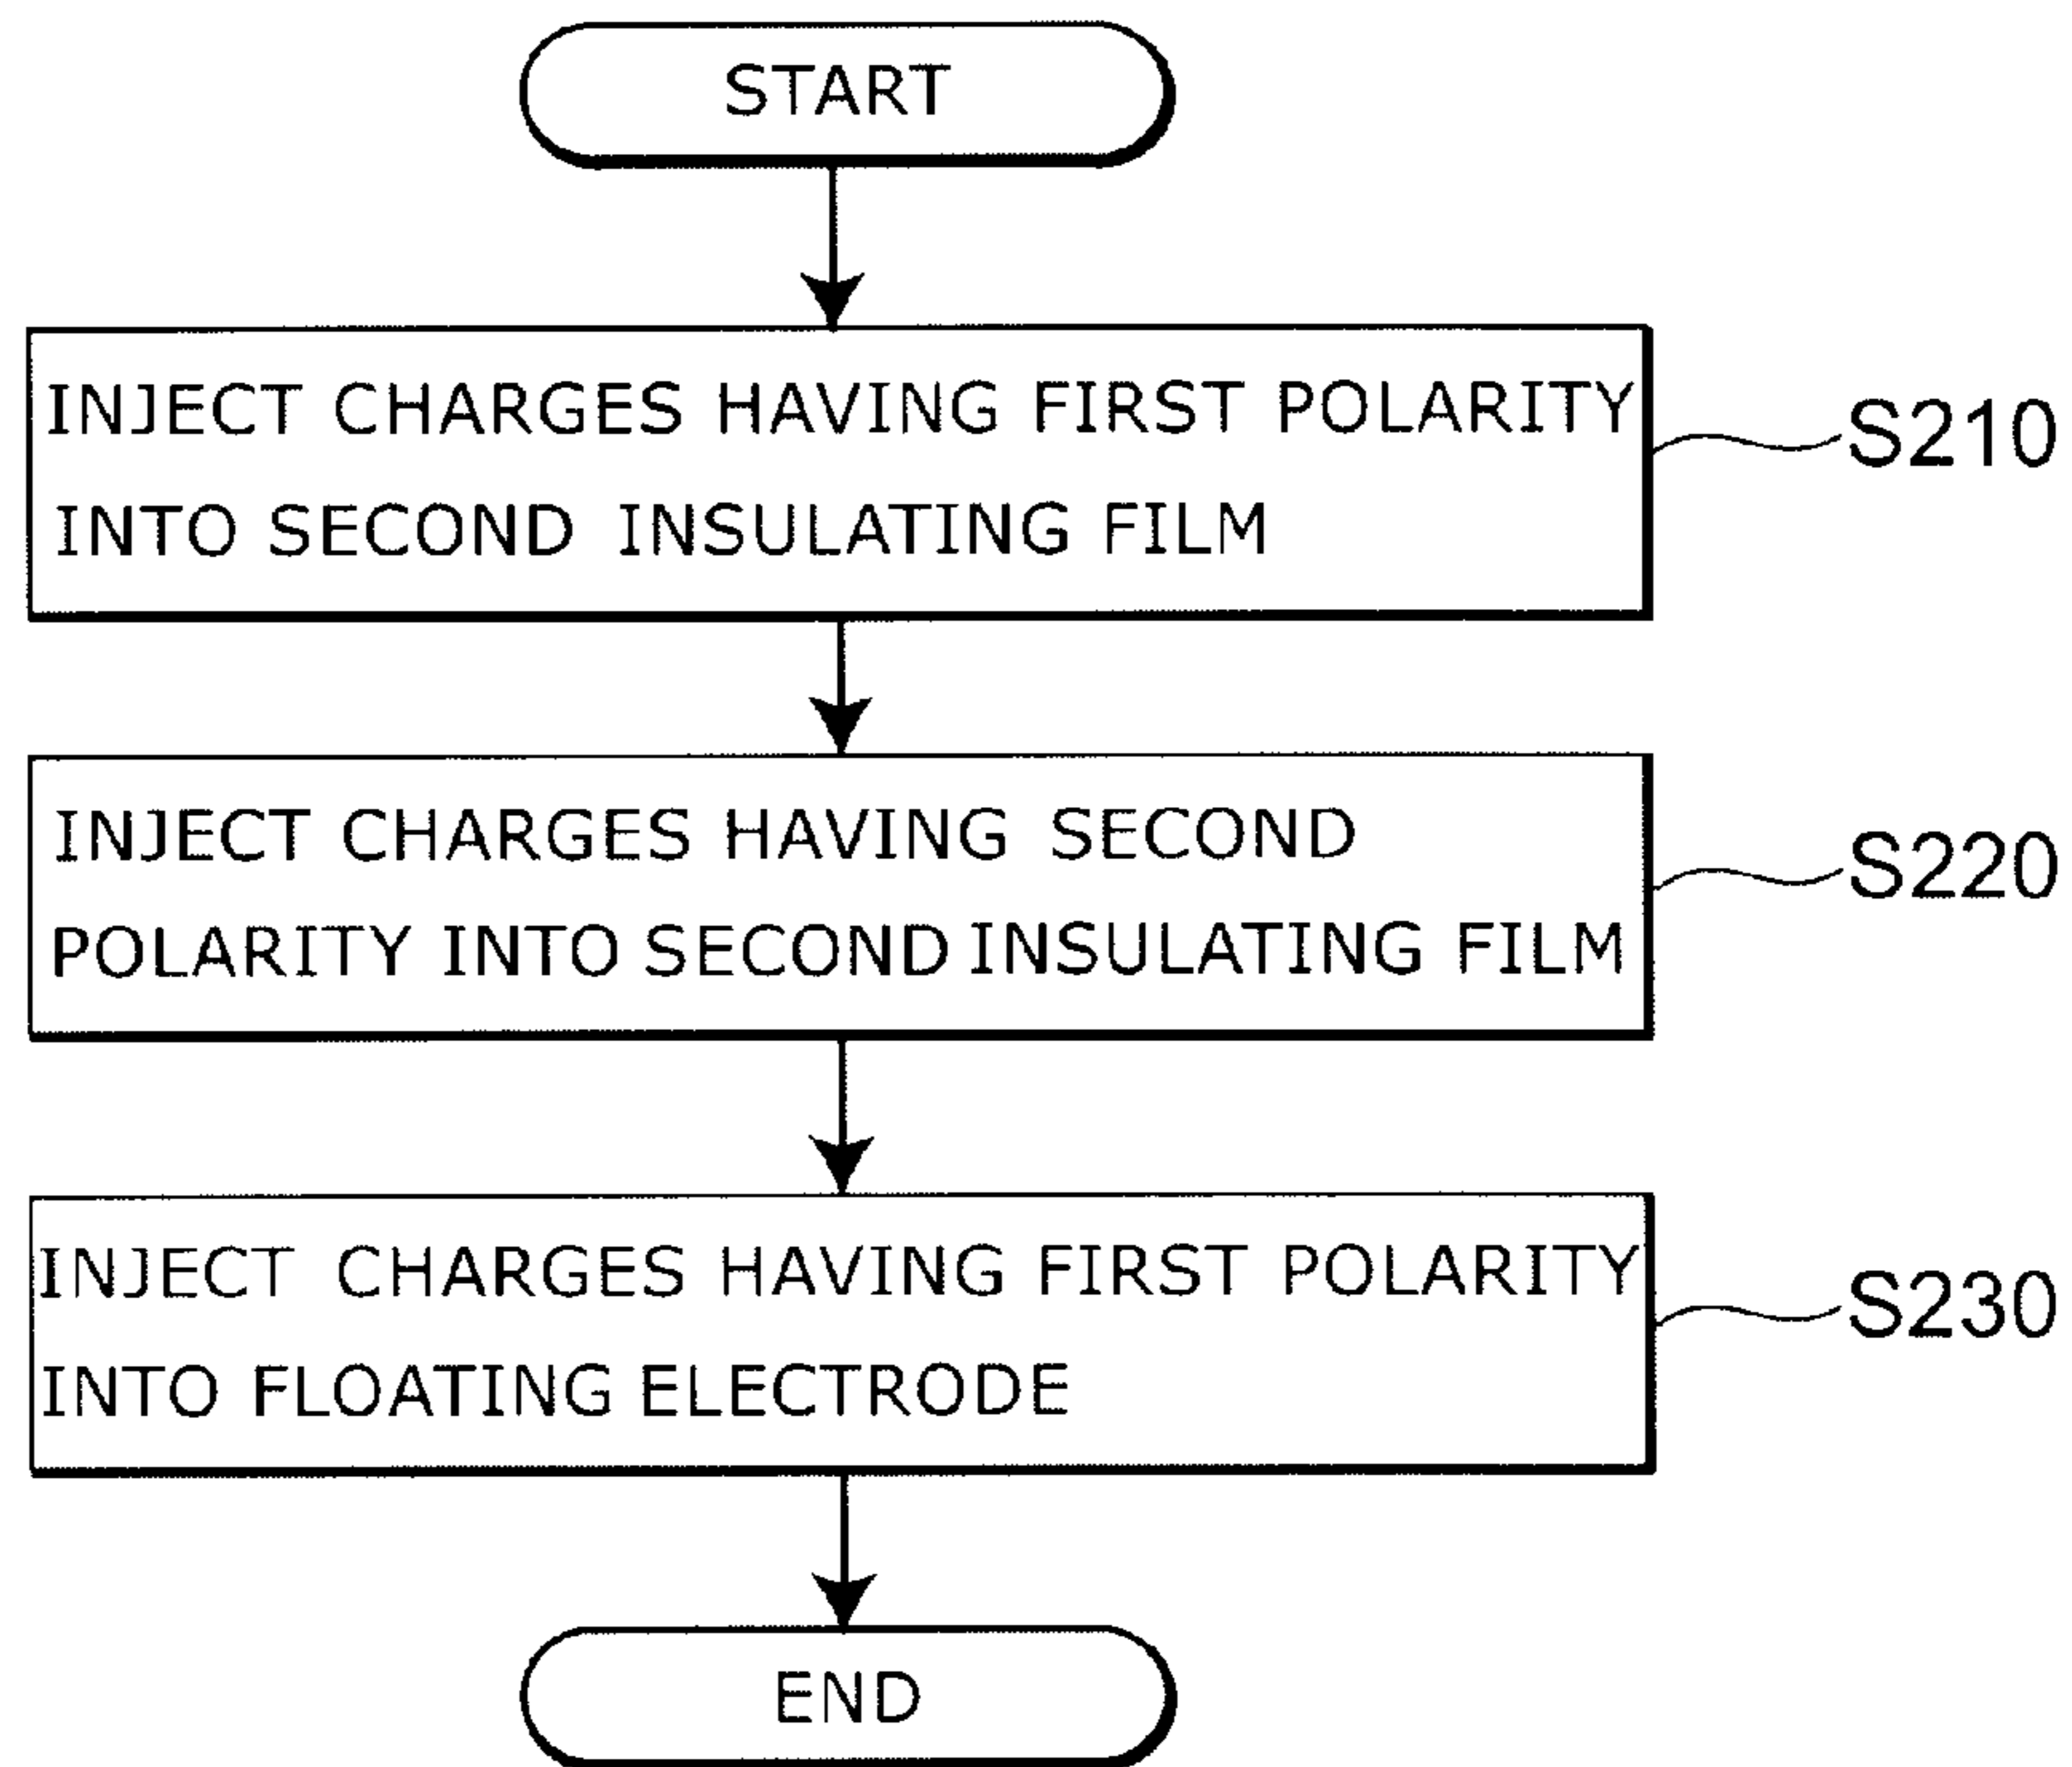 START
INJECT CHARGES HAVING FIRST POLARITY
INTO SECOND INSULATING FILM
S210
INJECT CHARGES HAVING SECOND
POLARITY INTO SECOND INSULATING FILM
S220
INJECT CHARGES HAVING FIRST POLARITY
INTO FLOATING ELECTRODE
S230
END